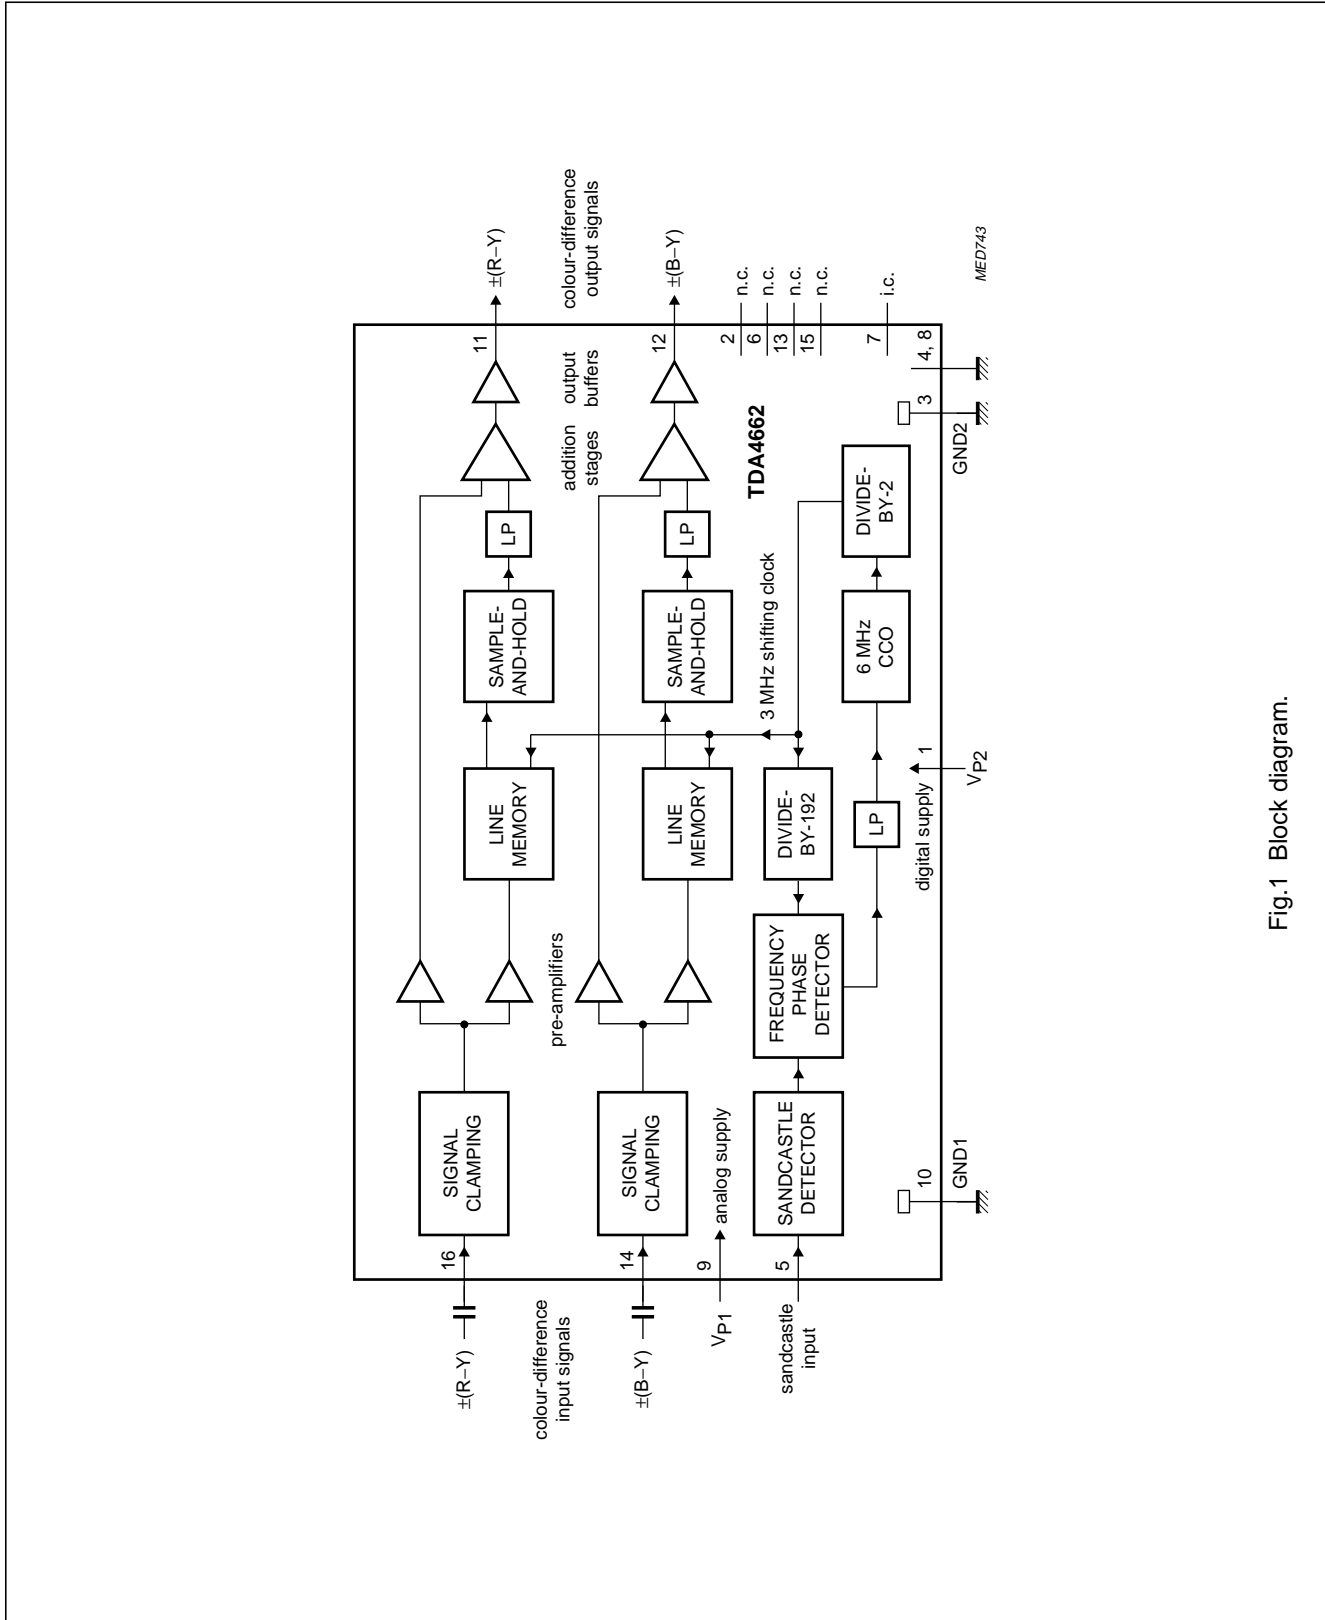 ±(R−Y)
colour-difference
input signals
±(B−Y)
VP1
sandcastle
input
16
SIGNAL
CLAMPING
14
SIGNAL
CLAMPING
9
analog supply
5
SANDCASTLE
DETECTOR
10
GND1
pre-amplifiers
FREQUENCY
PHASE
DETECTOR
LINE
MEMORY
LINE
MEMORY
DIVIDE-
BY-192
LP
digital supply
1
VP2
SAMPLE-
AND-HOLD
SAMPLE-
AND-HOLD
3 MHz shifting clock
6 MHz
CCO
LP
LP
DIVIDE-
BY-2
addition
stages
output
buffers
TDA4662
11
±(R−Y)
colour-difference
output signals
12
±(B−Y)
2
n.c.
6
n.c.
13
n.c.
15
n.c.
7
i.c.
3
GND2
4, 8
MED743
Fig.1 Block diagram.